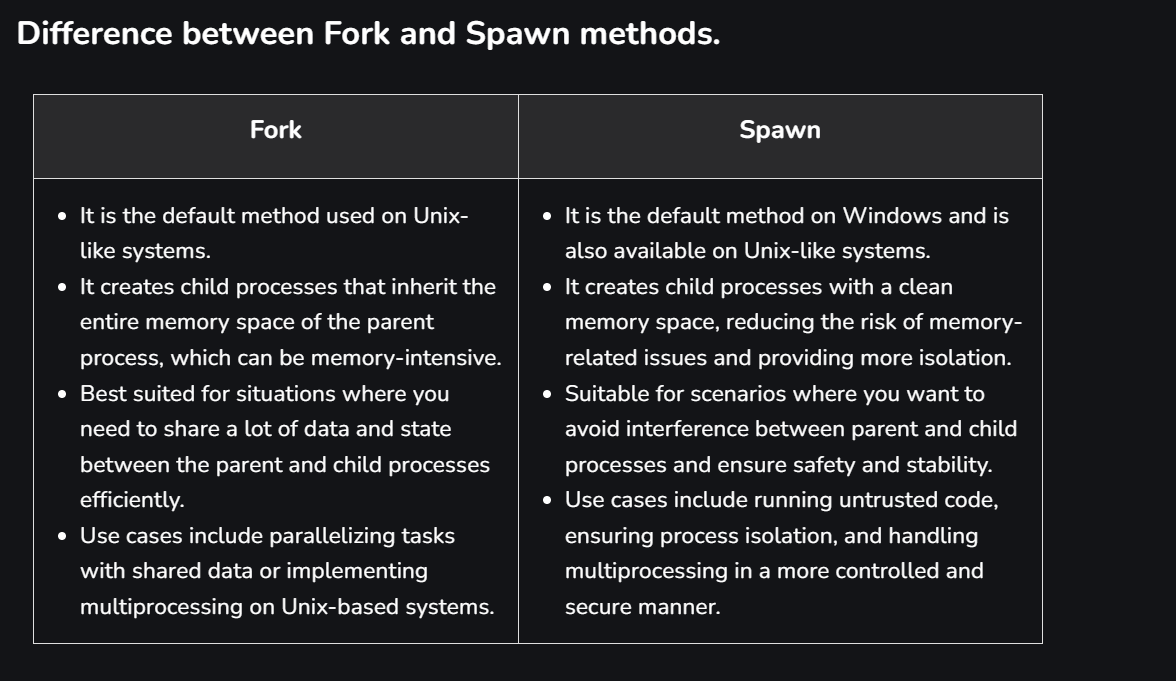 Difference between Fork and Spawn methods.
Fork
Spawn
It is the default method used on Unix-
like systems.
It creates child processes that inherit the
entire memory space of the parent
process, which can be memory-intensive.
Best suited for situations where you
need to share a lot of data and state
between the parent and child processes
efficiently.
Use cases include parallelizing tasks
with shared data or implementing
multiprocessing on Unix-based systems.
It is the default method on Windows and is
also available on Unix-like systems.
It creates child processes with a clean
memory space, reducing the risk of memory-
related issues and providing more isolation.
Suitable for scenarios where you want to
avoid interference between parent and child
processes and ensure safety and stability.
Use cases include running untrusted code,
ensuring process isolation, and handling
multiprocessing in a more controlled and
secure manner.